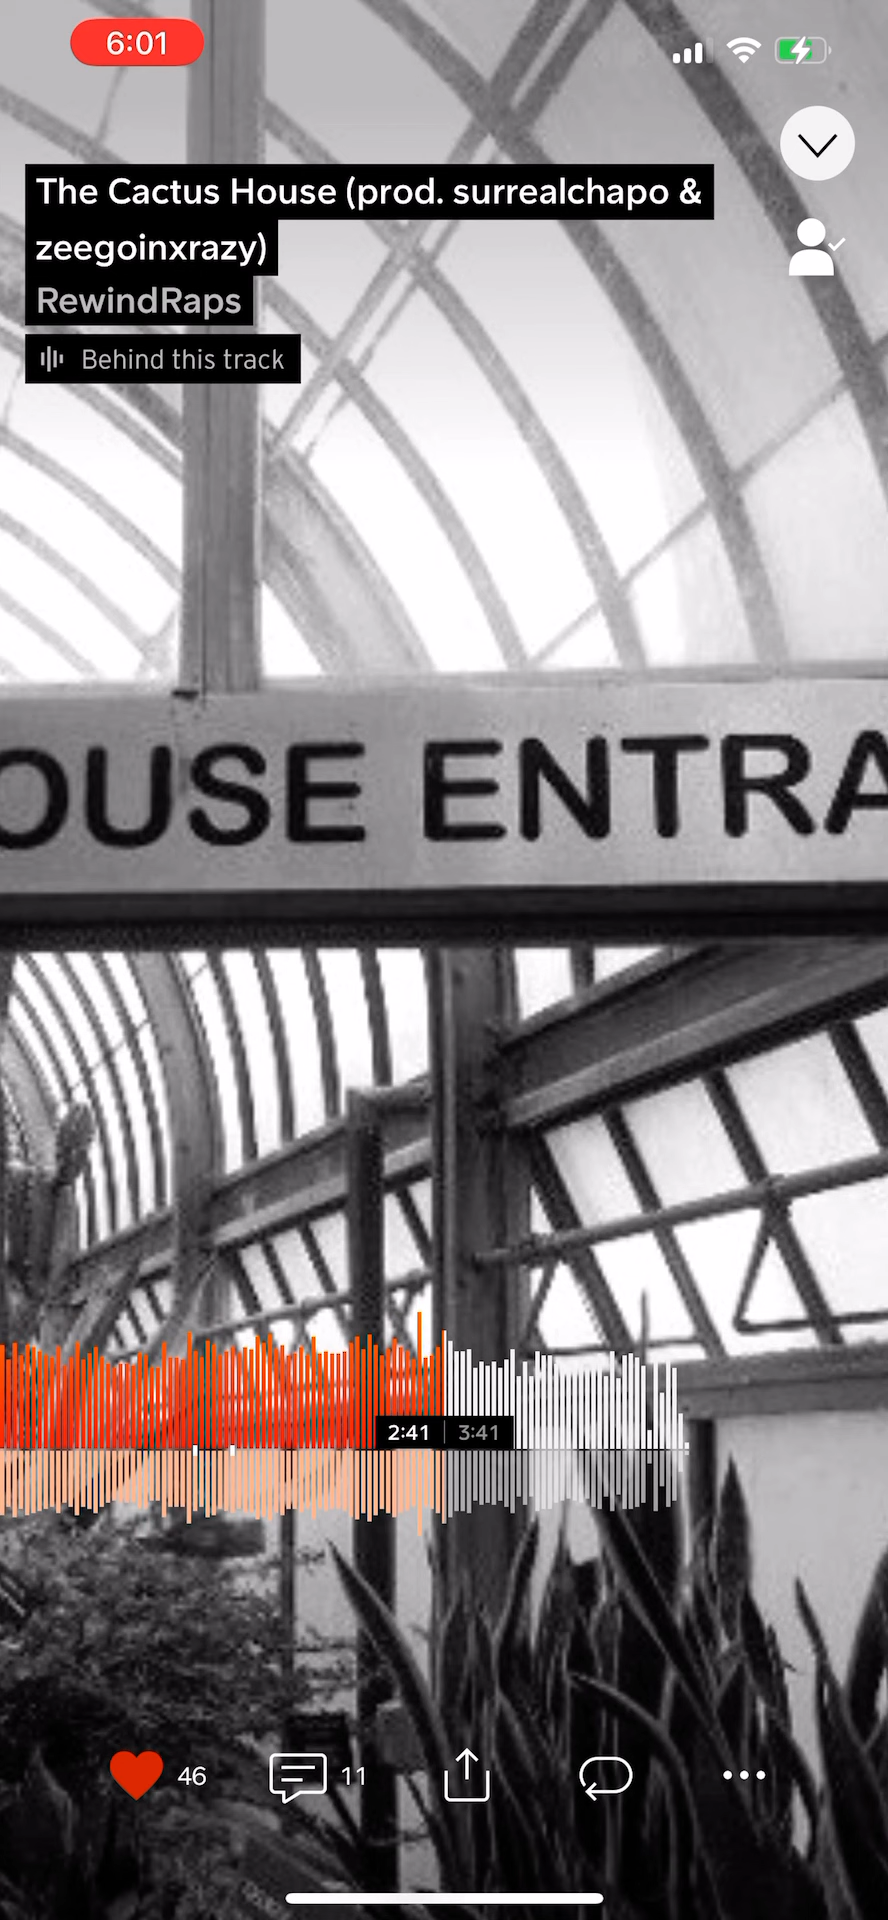 6:01
The Cactus House (prod. surrealchapo &
zeegoinxrazy)
RewindRaps
Behind this track
OUSE ENTRA
2:41 3:41
46 11